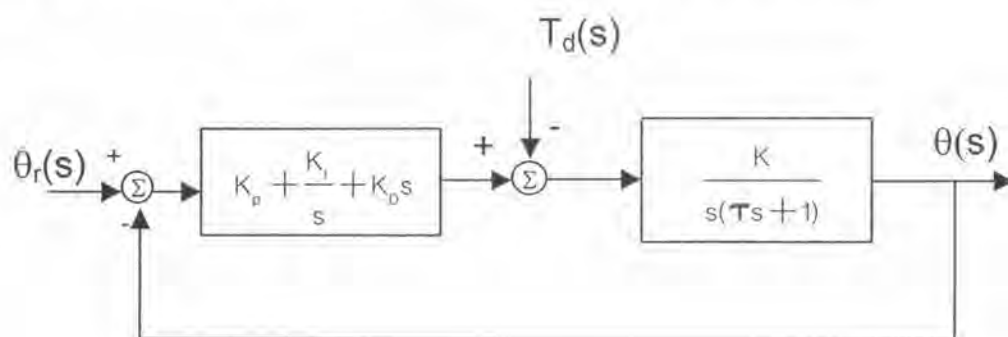 T_d(s)
-
θ_r(s)
+
Σ
-
K_p + K_I/s + K_D s
+
Σ
K
s(τs + 1)
θ(s)